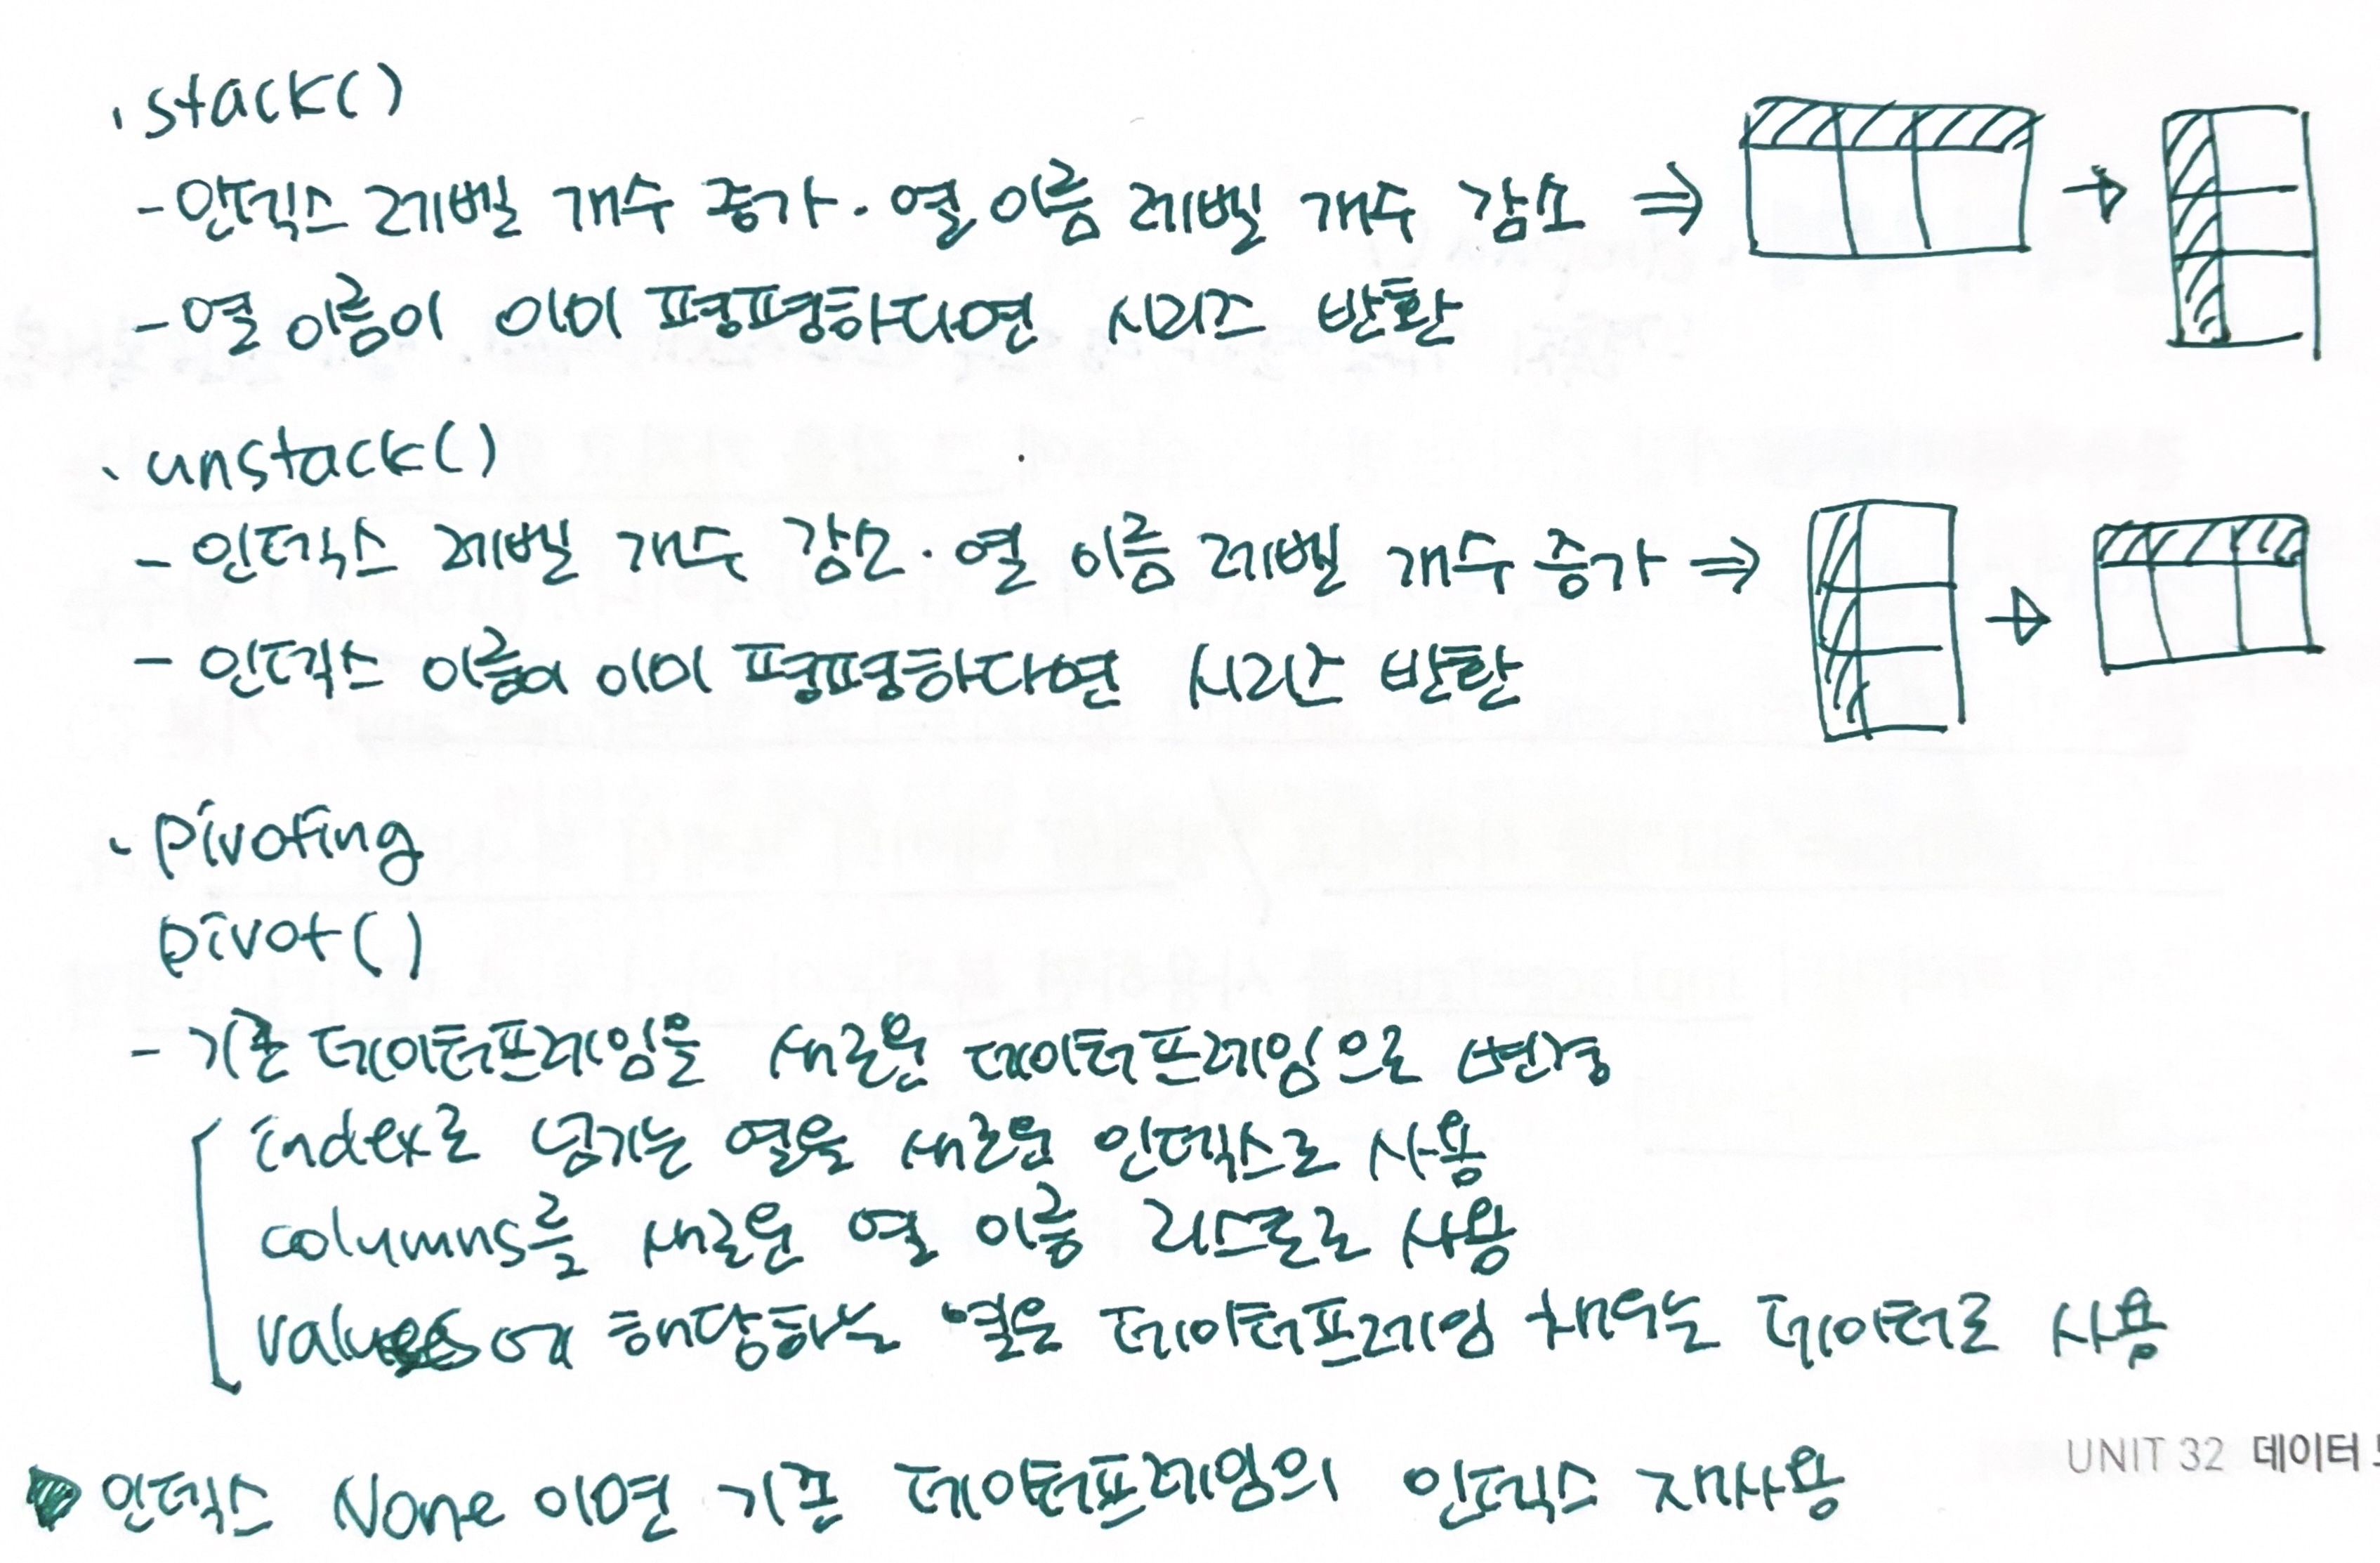 · stack()
- 인덱스 레벨 개수 증가 · 열 이름 레벨 개수 감소 ⇒ →
- 열 이름이 이미 평평하다면 시리즈 반환
· unstack()
- 인덱스 레벨 개수 감소 · 열 이름 레벨 개수 증가 ⇒ →
- 인덱스 이름이 이미 평평하다면 시리즈 반환
· pivoting
pivot()
- 기존 데이터프레임을 새로운 데이터프레임으로 변경
index로 넘기는 열을 새로운 인덱스로 사용
columns를 새로운 열 이름 리스트로 사용
values에 해당하는 열은 데이터프레임 채우는 데이터로 사용
UNIT 32 데이터
인덱스 None 이면 기존 데이터프레임의 인덱스 재사용